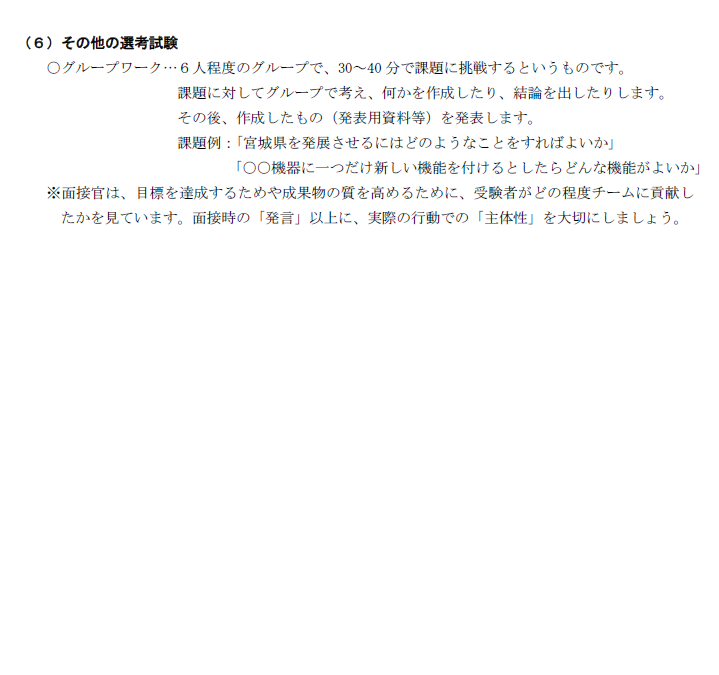 （６）その他の選考試験
○グループワーク…６人程度のグループで、30～40 分で課題に挑戦するというものです。
課題に対してグループで考え、何かを作成したり、結論を出したりします。
その後、作成したもの（発表用資料等）を発表します。
課題例：「宮城県を発展させるにはどのようなことをすればよいか」
「○○機器に一つだけ新しい機能を付けるとしたらどんな機能がよいか」
※面接官は、目標を達成するためや成果物の質を高めるために、受験者がどの程度チームに貢献し
たかを見ています。面接時の「発言」以上に、実際の行動での「主体性」を大切にしましょう。